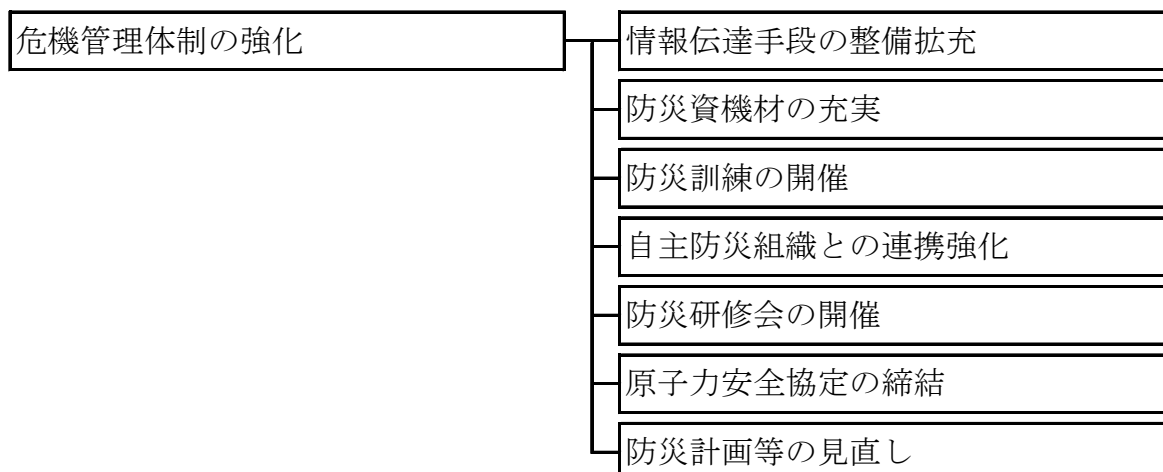 危機管理体制の強化
情報伝達手段の整備拡充
防災資機材の充実
防災訓練の開催
自主防災組織との連携強化
防災研修会の開催
原子力安全協定の締結
防災計画等の見直し